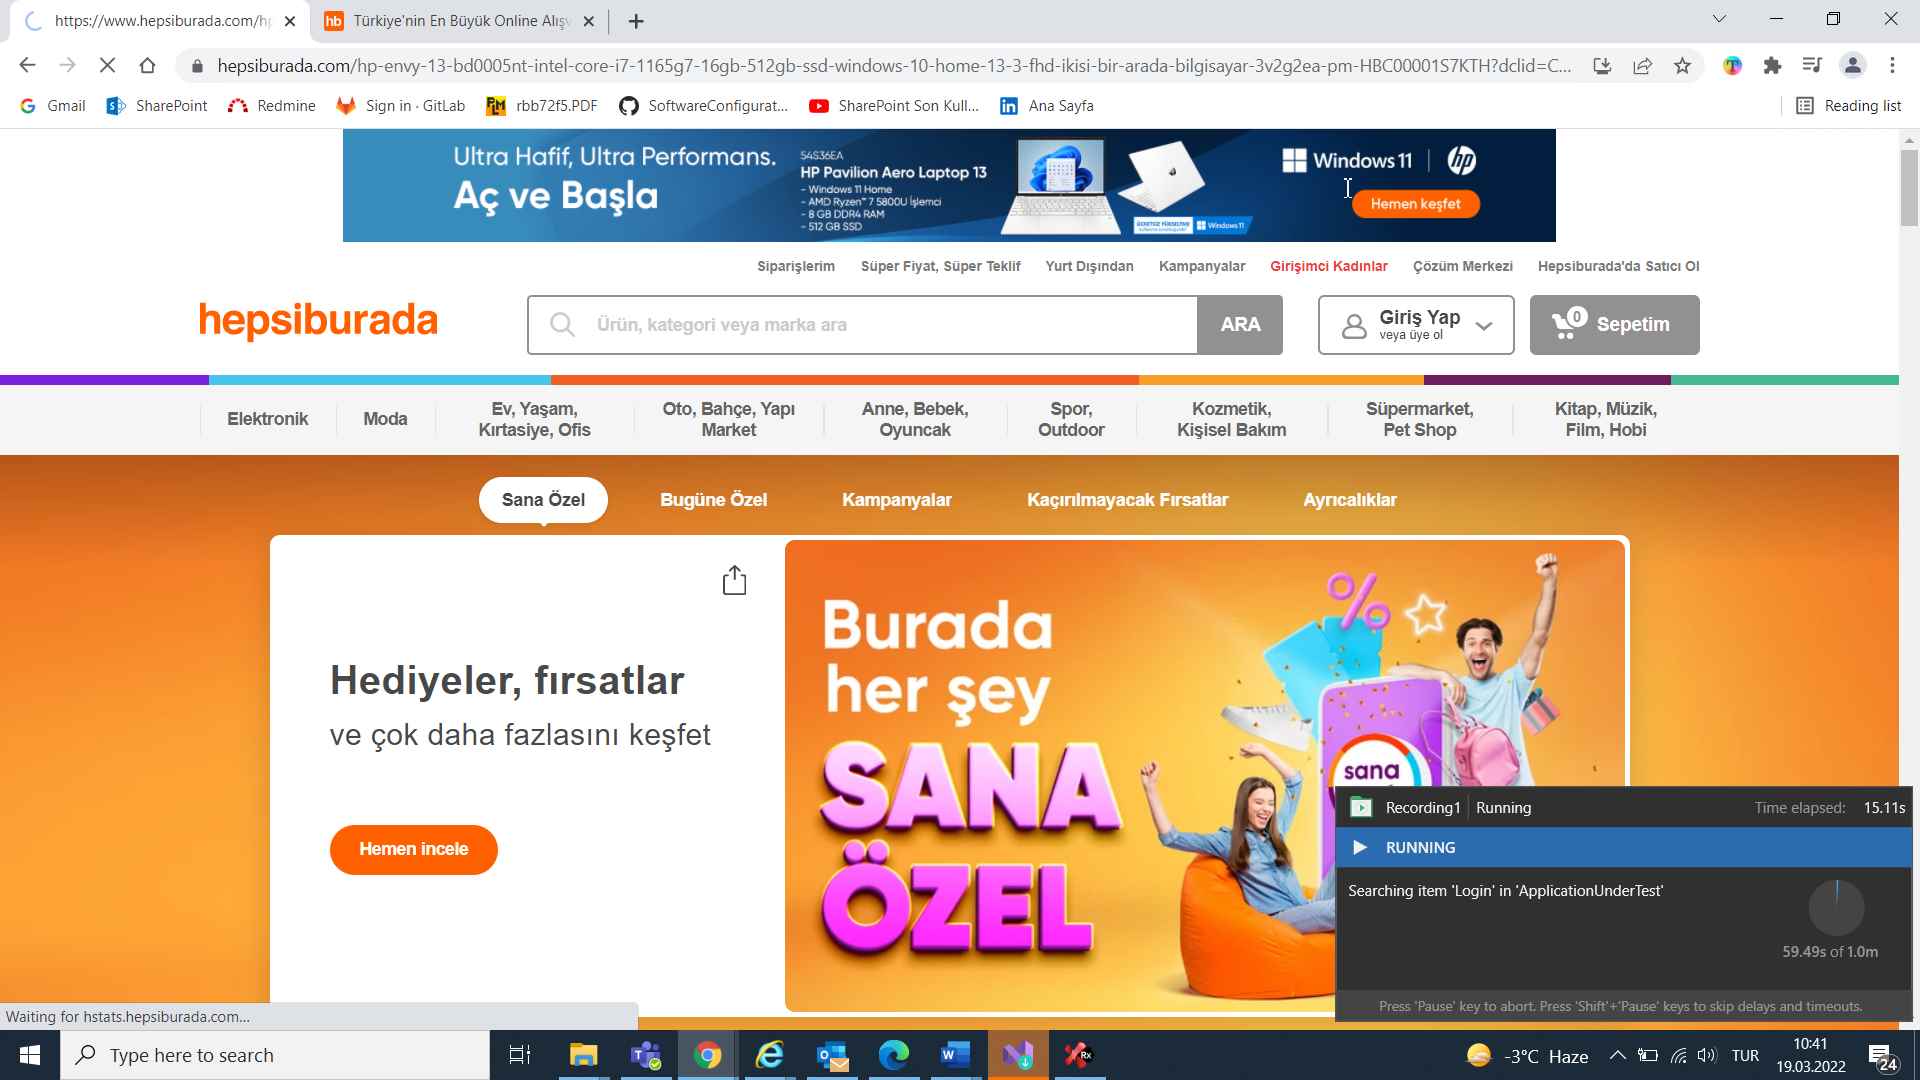 https://www.hepsiburada.com/hp
Türkiye'nin En Büyük Online Alışv
hepsiburada.com/hp-envy-13-bd0005nt-intel-core-i7-1165g7-16gb-512gb-ssd-windows-10-home-13-3-fhd-ikisi-bir-arada-bilgisayar-3v2g2ea-pm-HBC00001S7KTH?dclid=C...
Gmail SharePoint Redmine Sign in · GitLab rbb72f5.PDF SoftwareConfigurat... SharePoint Son Kull... Ana Sayfa Reading list
Ultra Hafif, Ultra Performans.
Aç ve Başla
54S36EA
HP Pavilion Aero Laptop 13
- Windows 11 Home
- AMD Ryzen™ 7 5800U İşlemci
- 8 GB DDR4 RAM
- 512 GB SSD
Windows 11
Windows 11 hp
Hemen keşfet
Siparişlerim Süper Fiyat, Süper Teklif Yurt Dışından Kampanyalar Girişimci Kadınlar Çözüm Merkezi Hepsiburada'da Satıcı Ol
hepsiburada
Ürün, kategori veya marka ara
ARA
Giriş Yap
veya üye ol
0 Sepetim
Elektronik
Moda
Ev, Yaşam,
Kırtasiye, Ofis
Oto, Bahçe, Yapı
Market
Anne, Bebek,
Oyuncak
Spor,
Outdoor
Kozmetik,
Kişisel Bakım
Süpermarket,
Pet Shop
Kitap, Müzik,
Film, Hobi
Sana Özel Bugüne Özel Kampanyalar Kaçırılmayacak Fırsatlar Ayrıcalıklar
Hediyeler, fırsatlar
ve çok daha fazlasını keşfet
Hemen incele
Burada
her şey
SANA
ÖZEL
%
sana
Recording1 Running Time elapsed: 15.11s
RUNNING
Searching item 'Login' in 'ApplicationUnderTest'
59.49s of 1.0m
Press 'Pause' key to abort. Press 'Shift'+'Pause' keys to skip delays and timeouts.
Waiting for hstats.hepsiburada.com...
Type here to search
-3°C Haze
TUR
10:41
19.03.2022
24